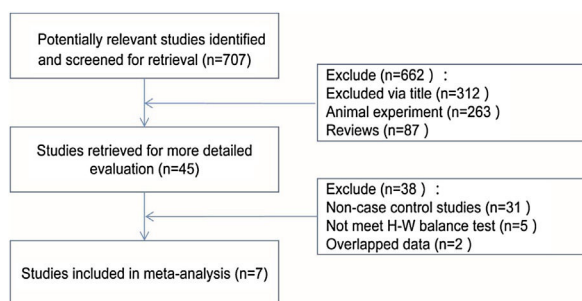 Potentially relevant studies identified
and screened for retrieval (n=707)
Exclude (n=662 ) :
Excluded via title (n=312 )
Animal experiment (n=263)
Reviews (n=87 )
Studies retrieved for more detailed
evaluation (n=45)
Exclude (n=38 ) :
Non-case control studies (n=31 )
Not meet H-W balance test (n=5 )
Overlapped data (n=2 )
Studies included in meta-analysis (n=7 )